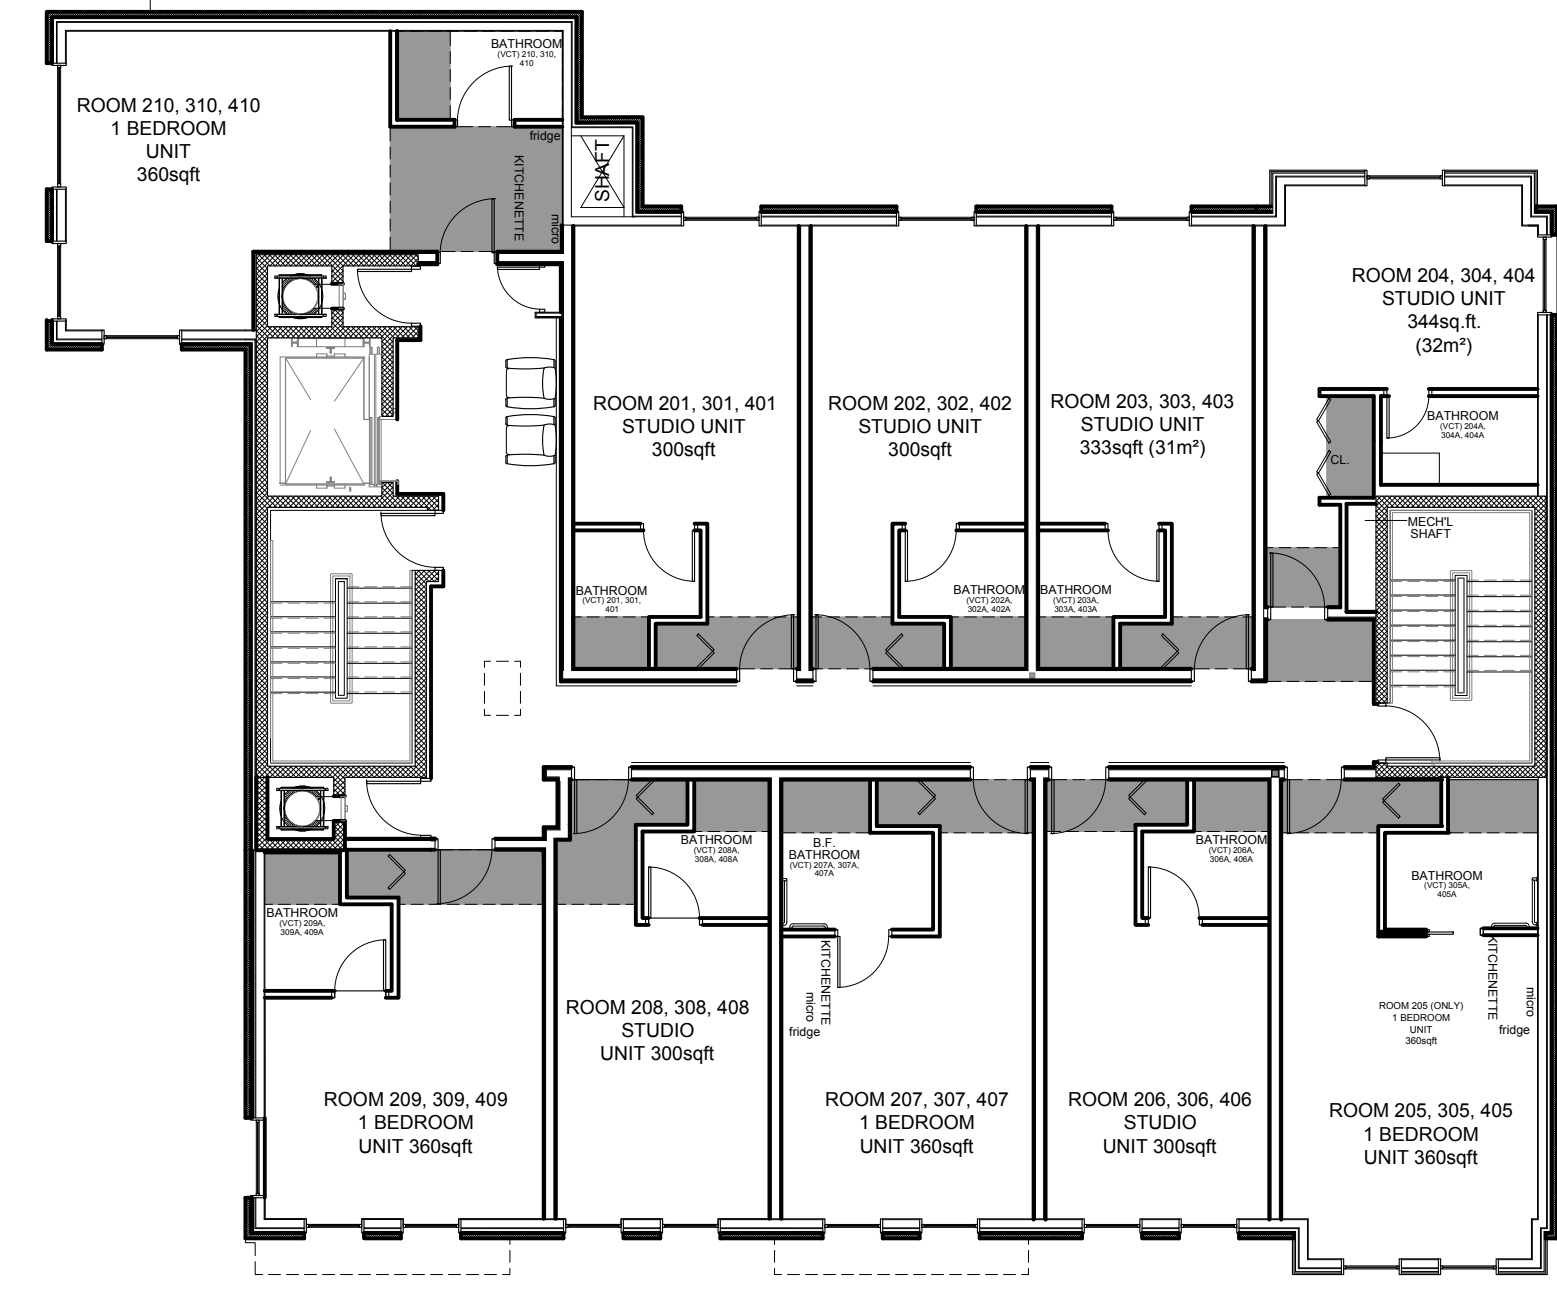 BATHROOM
(VCT) 210, 310,
410
ROOM 210, 310, 410
1 BEDROOM
UNIT
360sqft
fridge
KITCHENETTE
micro
SHAFT
ROOM 204, 304, 404
STUDIO UNIT
344sq.ft.
(32m²)
ROOM 201, 301, 401
STUDIO UNIT
300sqft
ROOM 202, 302, 402
STUDIO UNIT
300sqft
ROOM 203, 303, 403
STUDIO UNIT
333sqft (31m²)
BATHROOM
(VCT) 204A,
304A, 404A
CL.
MECH'L
SHAFT
BATHROOM
(VCT) 201, 301,
401
BATHROOM
(VCT) 202A,
302A, 402A
BATHROOM
(VCT) 203A,
303A, 403A
BATHROOM
(VCT) 208A,
308A, 408A
B.F.
BATHROOM
(VCT) 207A, 307A,
407A
BATHROOM
(VCT) 206A,
306A, 406A
BATHROOM
(VCT) 305A,
405A
BATHROOM
(VCT) 209A,
309A, 409A
KITCHENETTE
micro
fridge
KITCHENETTE
micro
fridge
ROOM 205 (ONLY)
1 BEDROOM
UNIT
360sqft
ROOM 208, 308, 408
STUDIO
UNIT 300sqft
ROOM 209, 309, 409
1 BEDROOM
UNIT 360sqft
ROOM 207, 307, 407
1 BEDROOM
UNIT 360sqft
ROOM 206, 306, 406
STUDIO
UNIT 300sqft
ROOM 205, 305, 405
1 BEDROOM
UNIT 360sqft